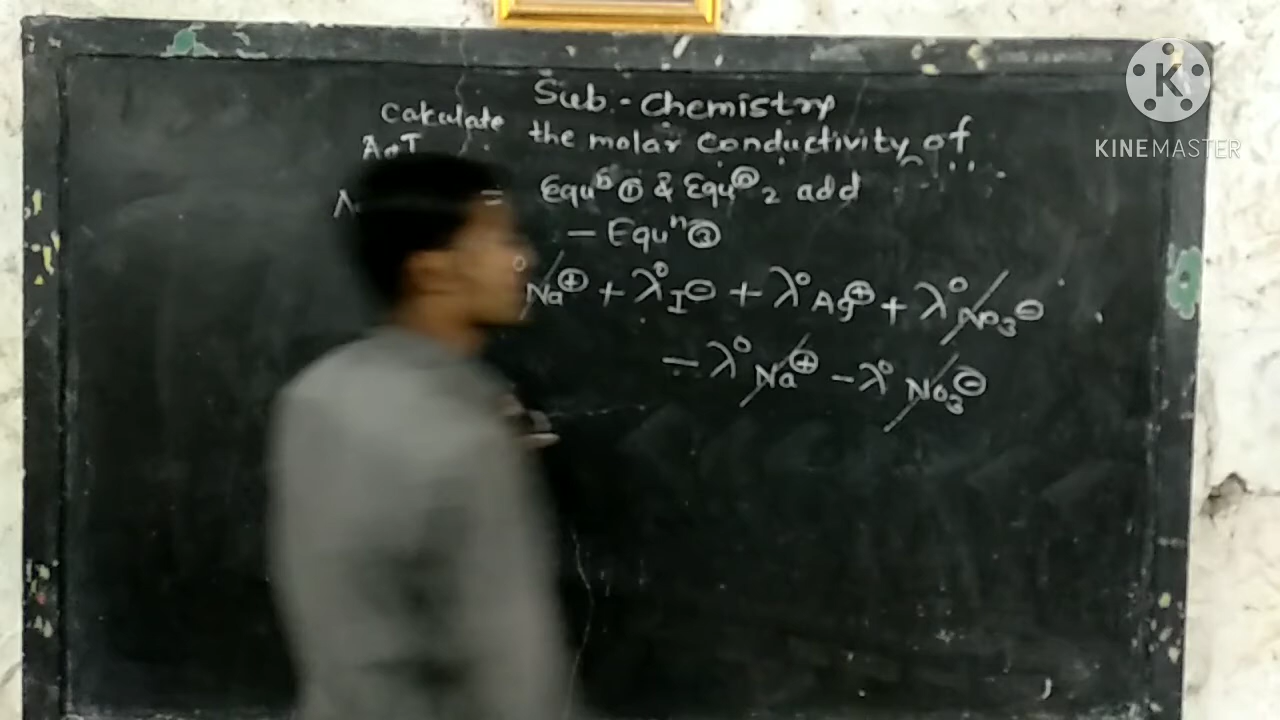 Sub - Chemistry
Calculate the molar conductivity of
AgI
Equⁿ ① & Equⁿ 2 add
- Equⁿ ③
Na⊕ + λ° I⊖ + λ° Ag⊕ + λ° No₃⊖
- λ° Na⊕ - λ° No₃⊖
KINEMASTER